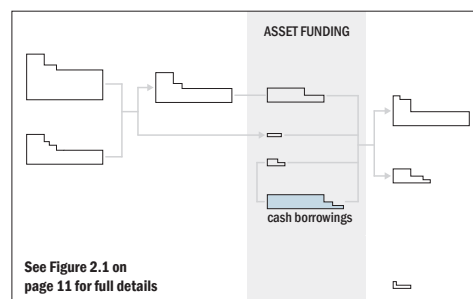 ASSET FUNDING
cash borrowings
See Figure 2.1 on
page 11 for full details